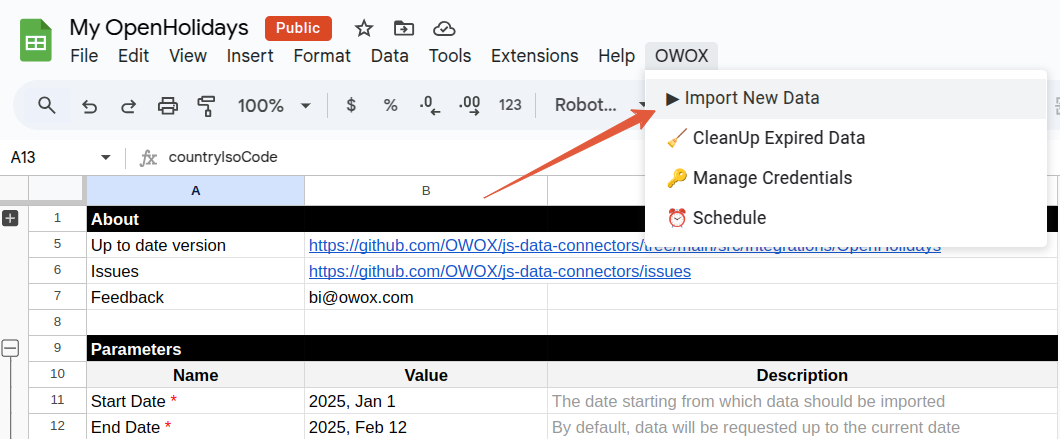 My OpenHolidays Public
File Edit View Insert Format Data Tools Extensions Help OWOX
100% $ % .0 .00 123 Robot...
▶ Import New Data
🧹 CleanUp Expired Data
🔑 Manage Credentials
⏰ Schedule
A13 fx countryIsoCode
A B
1 About
5 Up to date version https://github.com/OWOX/js-data-connectors/tree/main/src/Integrations/OpenHolidays
6 Issues https://github.com/OWOX/js-data-connectors/issues
7 Feedback bi@owox.com
8
9 Parameters
10 Name Value Description
11 Start Date * 2025, Jan 1 The date starting from which data should be imported
12 End Date * 2025, Feb 12 By default, data will be requested up to the current date